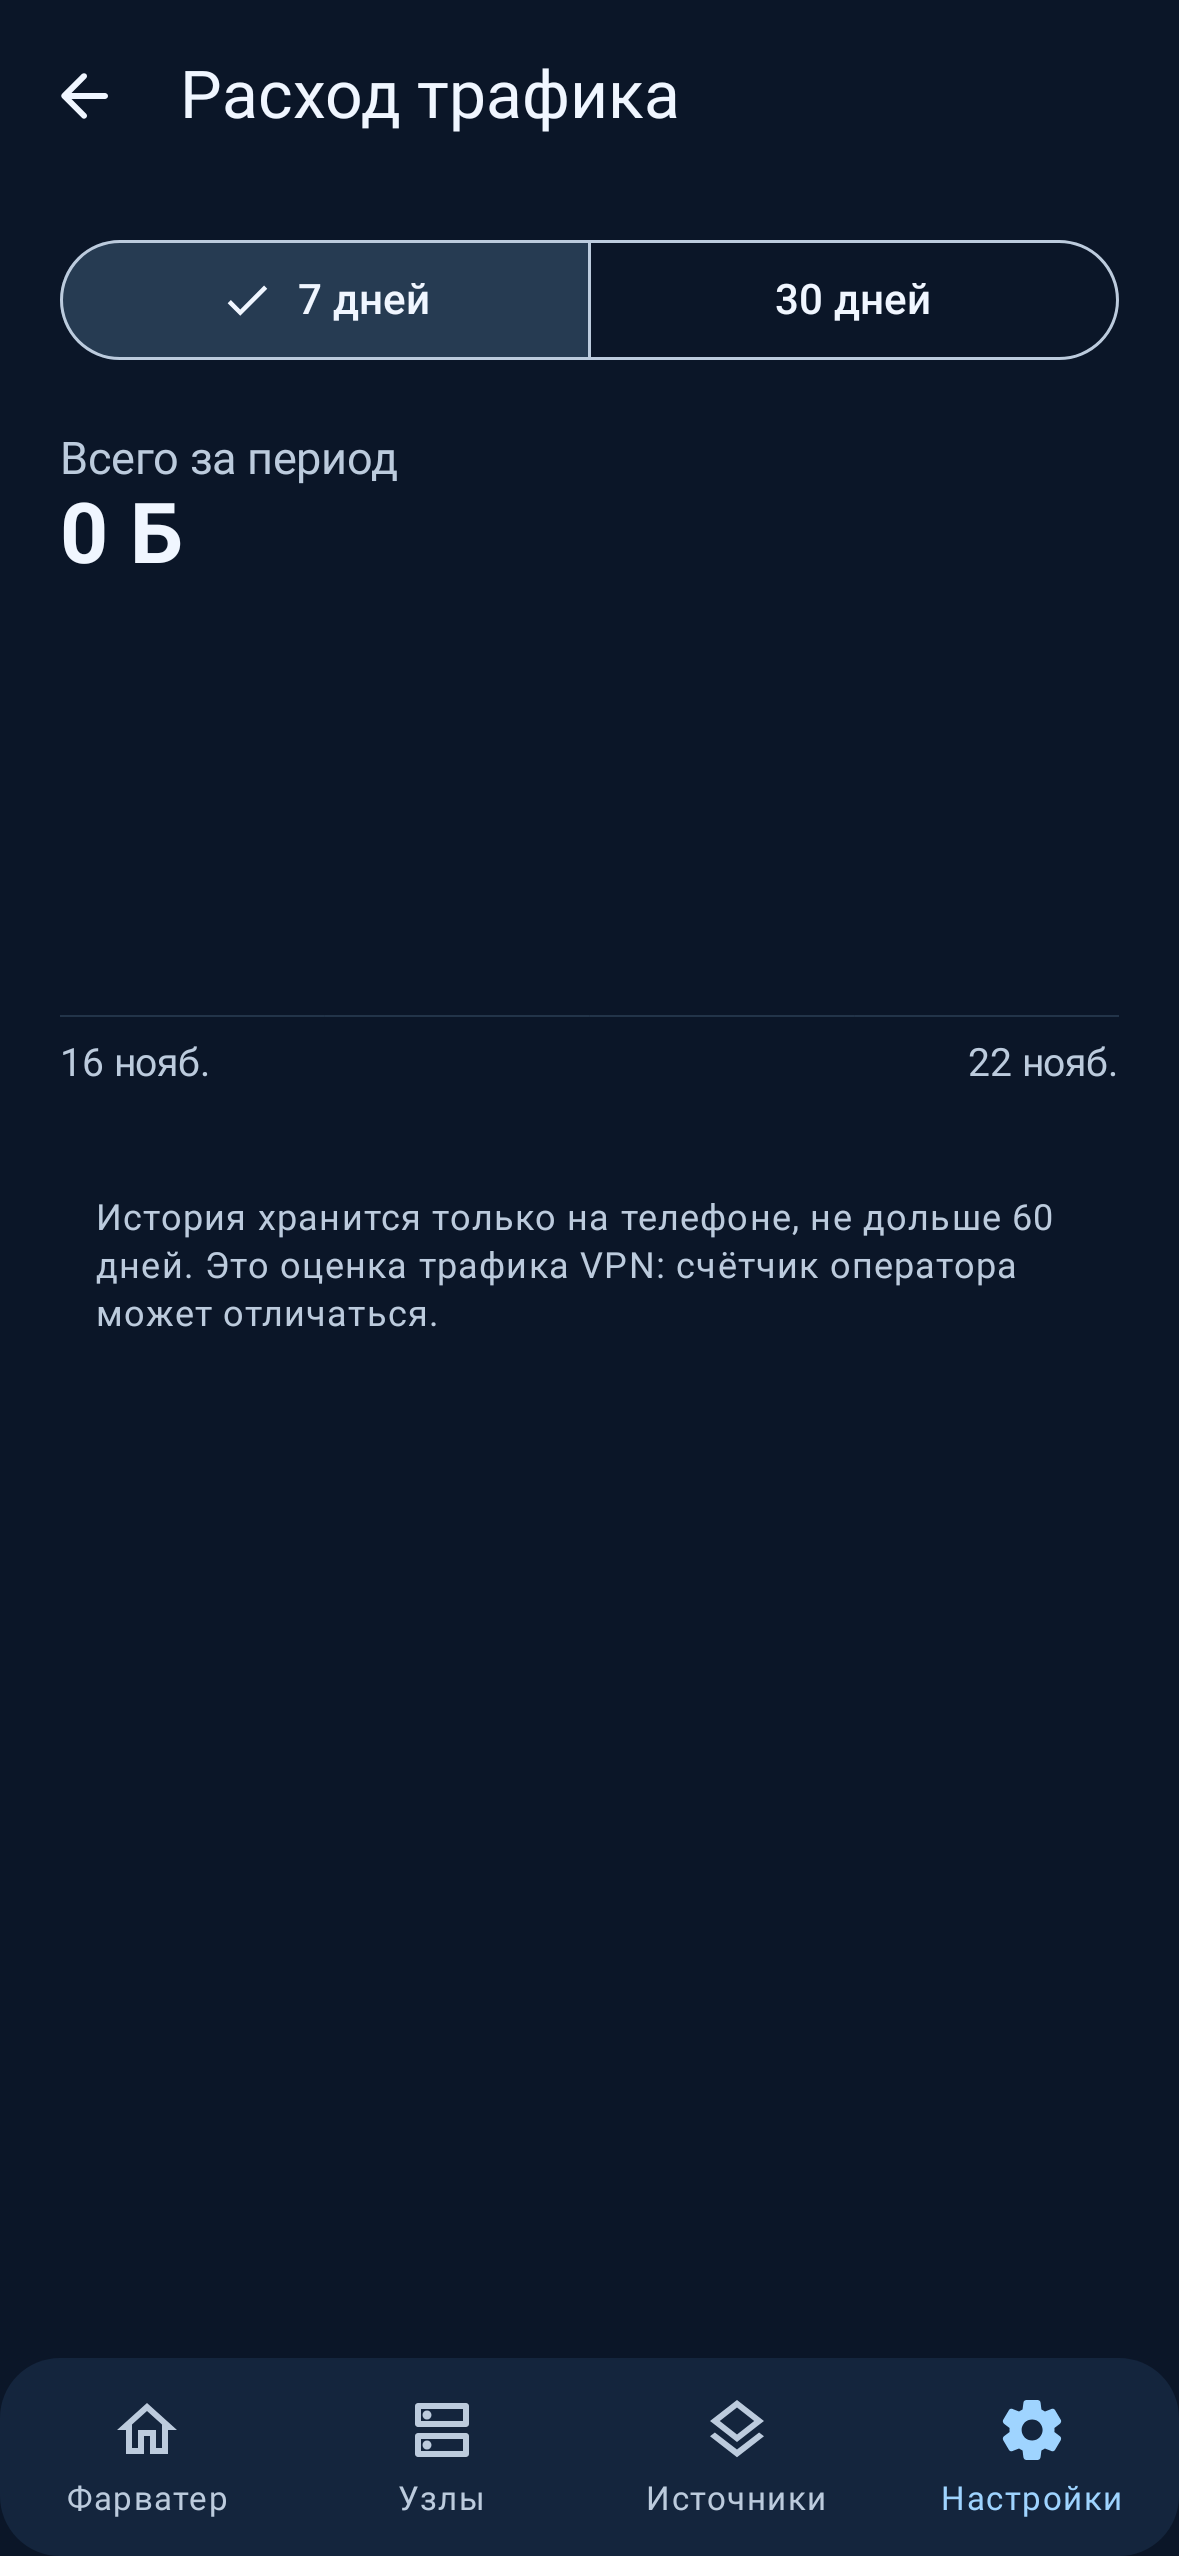 Расход трафика
7 дней
30 дней
Всего за период
0 Б
16 нояб.
22 нояб.
История хранится только на телефоне, не дольше 60
дней. Это оценка трафика VPN: счётчик оператора
может отличаться.
Фарватер
Узлы
Источники
Настройки